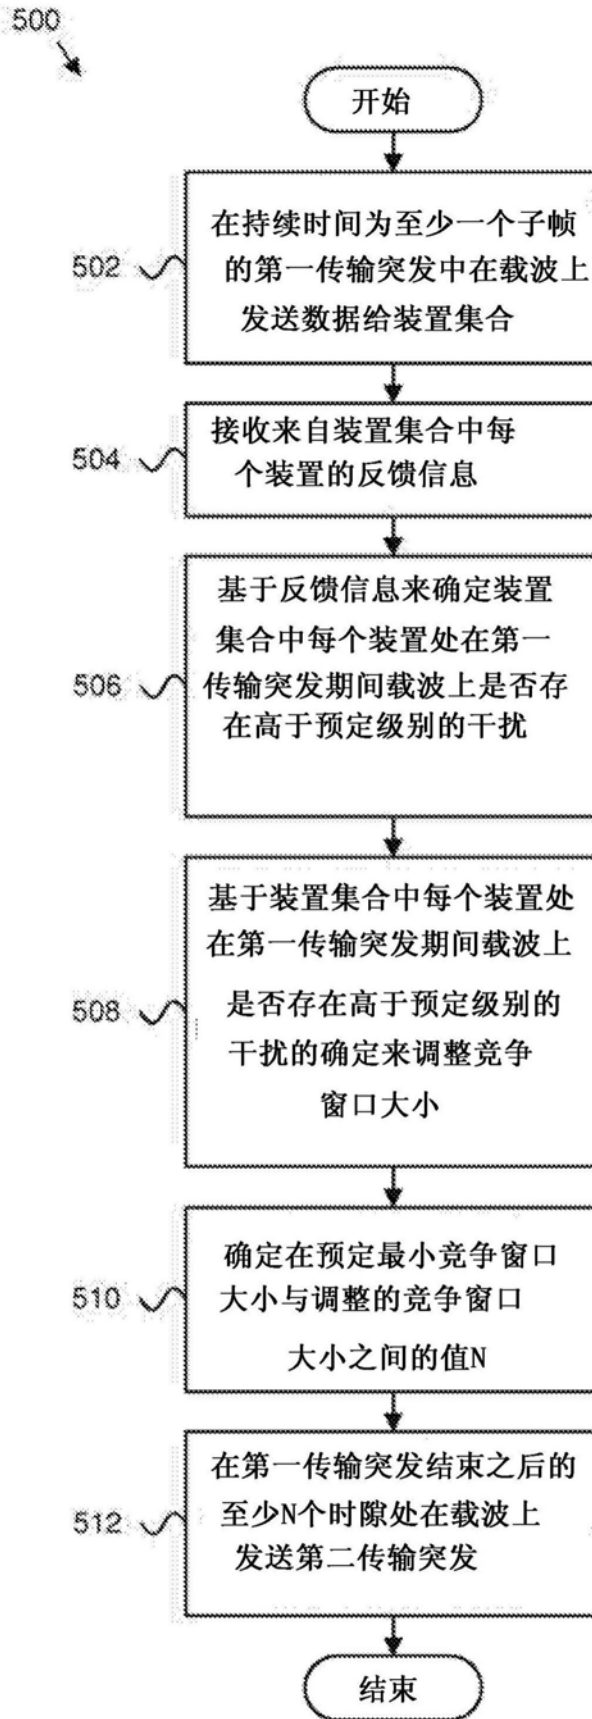 500
开始
502
在持续时间为至少一个子帧
的第一传输突发中在载波上
发送数据给装置集合
504
接收来自装置集合中每
个装置的反馈信息
506
基于反馈信息来确定装置
集合中每个装置处在第一
传输突发期间载波上是否存
在高于预定级别的干扰
508
基于装置集合中每个装置处
在第一传输突发期间载波上
是否存在高于预定级别的
干扰的确定来调整竞争
窗口大小
510
确定在预定最小竞争窗口
大小与调整的竞争窗口
大小之间的值N
512
在第一传输突发结束之后的
至少N个时隙处在载波上
发送第二传输突发
结束